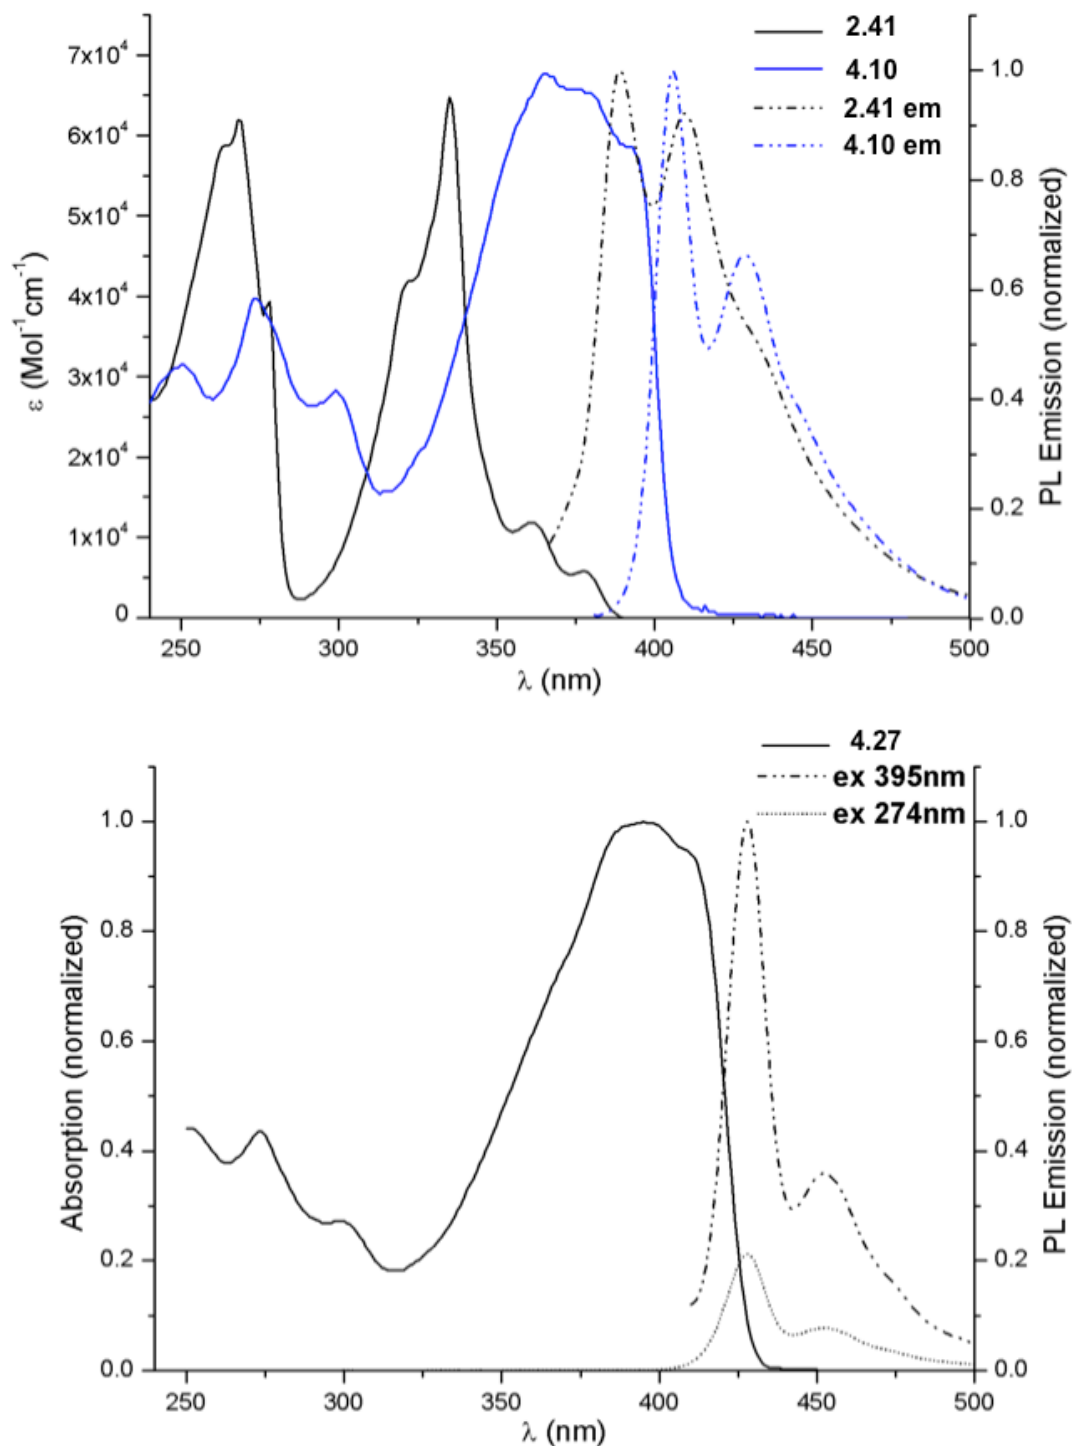 2.41
4.10
2.41 em
4.10 em
7x10⁴
6x10⁴
5x10⁴
4x10⁴
3x10⁴
2x10⁴
1x10⁴
0
ε (Mol⁻¹cm⁻¹)
1.0
0.8
0.6
0.4
0.2
0.0
PL Emission (normalized)
250 300 350 400 450 500
λ (nm)
4.27
ex 395nm
ex 274nm
1.0
0.8
0.6
0.4
0.2
0.0
Absorption (normalized)
1.0
0.8
0.6
0.4
0.2
0.0
PL Emission (normalized)
250 300 350 400 450 500
λ (nm)